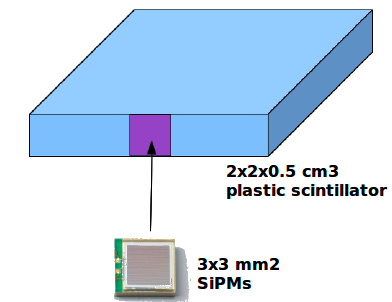 2x2x0.5 cm3
plastic scintillator
3x3 mm2
SiPMs